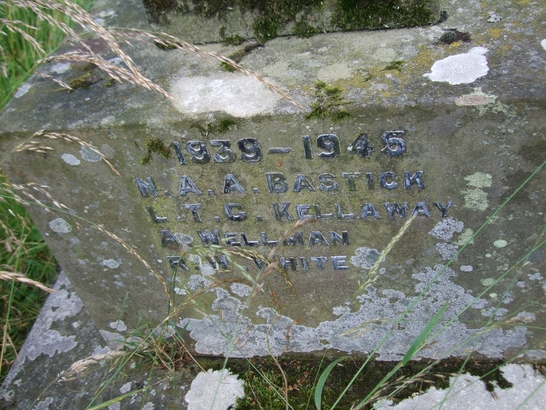 1939 - 1945
N. A. A. BASTICK
L. T. G. KELLAWAY
A. WELLMAN
R. H. WHITE